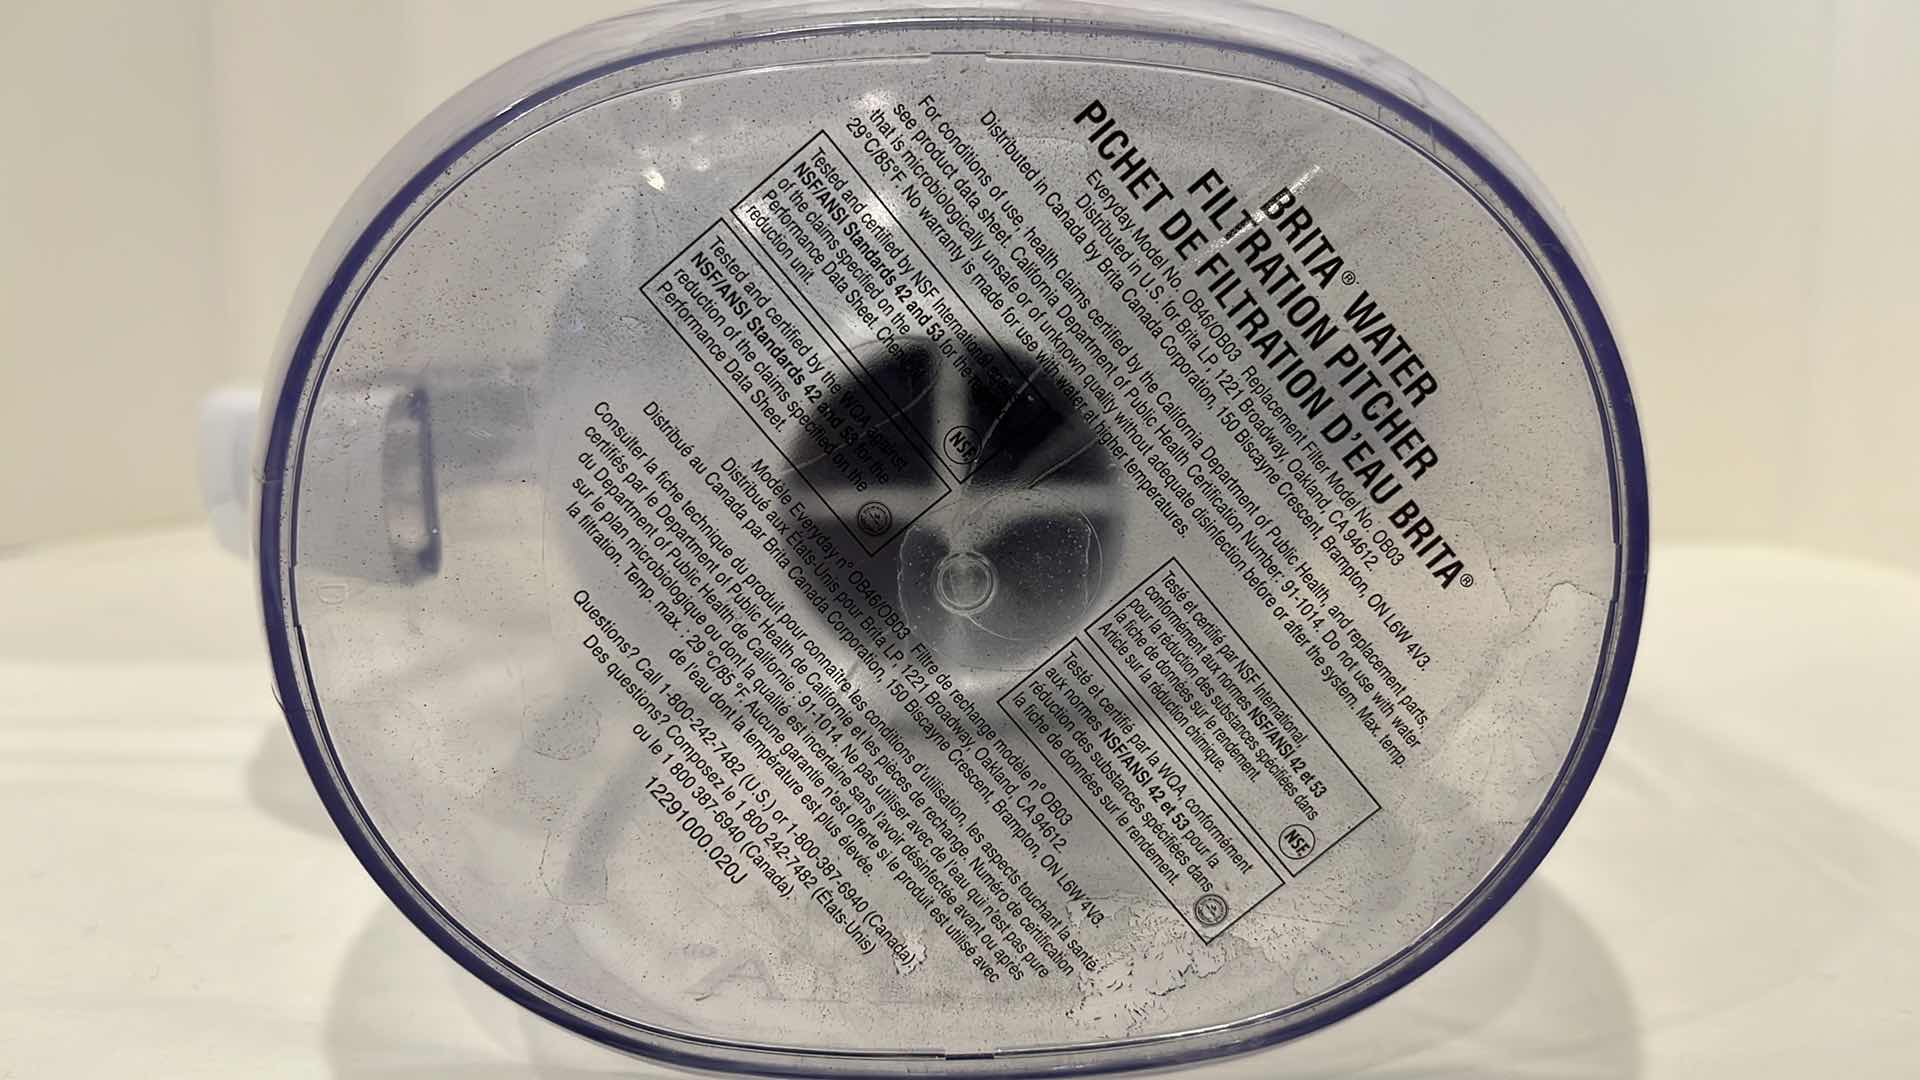 BRITA® WATER
FILTRATION PITCHER
PICHET DE FILTRATION D'EAU BRITA®
Everyday Model No. OB46/OB03 Replacement Filter Model No. OB03
Distributed in U.S. for Brita LP, 1221 Broadway, Oakland, CA 94612.
Distributed in Canada by Brita Canada Corporation, 150 Biscayne Crescent, Brampton, ON L6W 4V3.
For conditions of use, health claims certified by the California Department of Public Health, and replacement parts,
see product data sheet. California Department of Public Health Certification Number: 91-1014. Do not use with water
that is microbiologically unsafe or of unknown quality without adequate disinfection before or after the system. Max. temp.
29°C/85°F. No warranty is made for use with water at higher temperatures.
Tested and certified by NSF International
NSF/ANSI Standards 42 and 53 for the
of the claims specified on the
Performance Data Sheet.
reduction unit.
NSF
Tested and certified by the WQA against
NSF/ANSI Standards 42 and 53 for the
reduction of the claims specified on the
Performance Data Sheet.
Testé et certifié par NSF International,
conformément aux normes NSF/ANSI 42 et 53
pour la réduction des substances spécifiées dans
la fiche de données sur le rendement.
Article sur la réduction chimique.
NSF
Testé et certifié par la WQA, conformément
aux normes NSF/ANSI 42 et 53 pour la
réduction des substances spécifiées dans
la fiche de données sur le rendement.
Modèle Everyday n° OB46/OB03 Filtre de rechange modèle n° OB03
Distribué aux États-Unis pour Brita LP, 1221 Broadway, Oakland, CA 94612.
Distribué au Canada par Brita Canada Corporation, 150 Biscayne Crescent, Brampton, ON L6W 4V3.
Consulter la fiche technique du produit pour connaître les conditions d'utilisation, les aspects touchant la santé
certifiés par le Department of Public Health de Californie et les pièces de rechange. Numéro de certification
du Department of Public Health de Californie : 91-1014. Ne pas utiliser avec de l'eau qui n'est pas pure
sur le plan microbiologique ou dont la qualité est incertaine sans l'avoir désinfectée avant ou après
la filtration. Temp. max. : 29 °C/85 °F. Aucune garantie n'est offerte si le produit est utilisé avec
de l'eau dont la température est plus élevée.
Questions? Call 1-800-242-7482 (U.S.) or 1-800-387-6940 (Canada)
Des questions? Composez le 1 800 242-7482 (États-Unis)
ou le 1 800 387-6940 (Canada).
12291000.020J